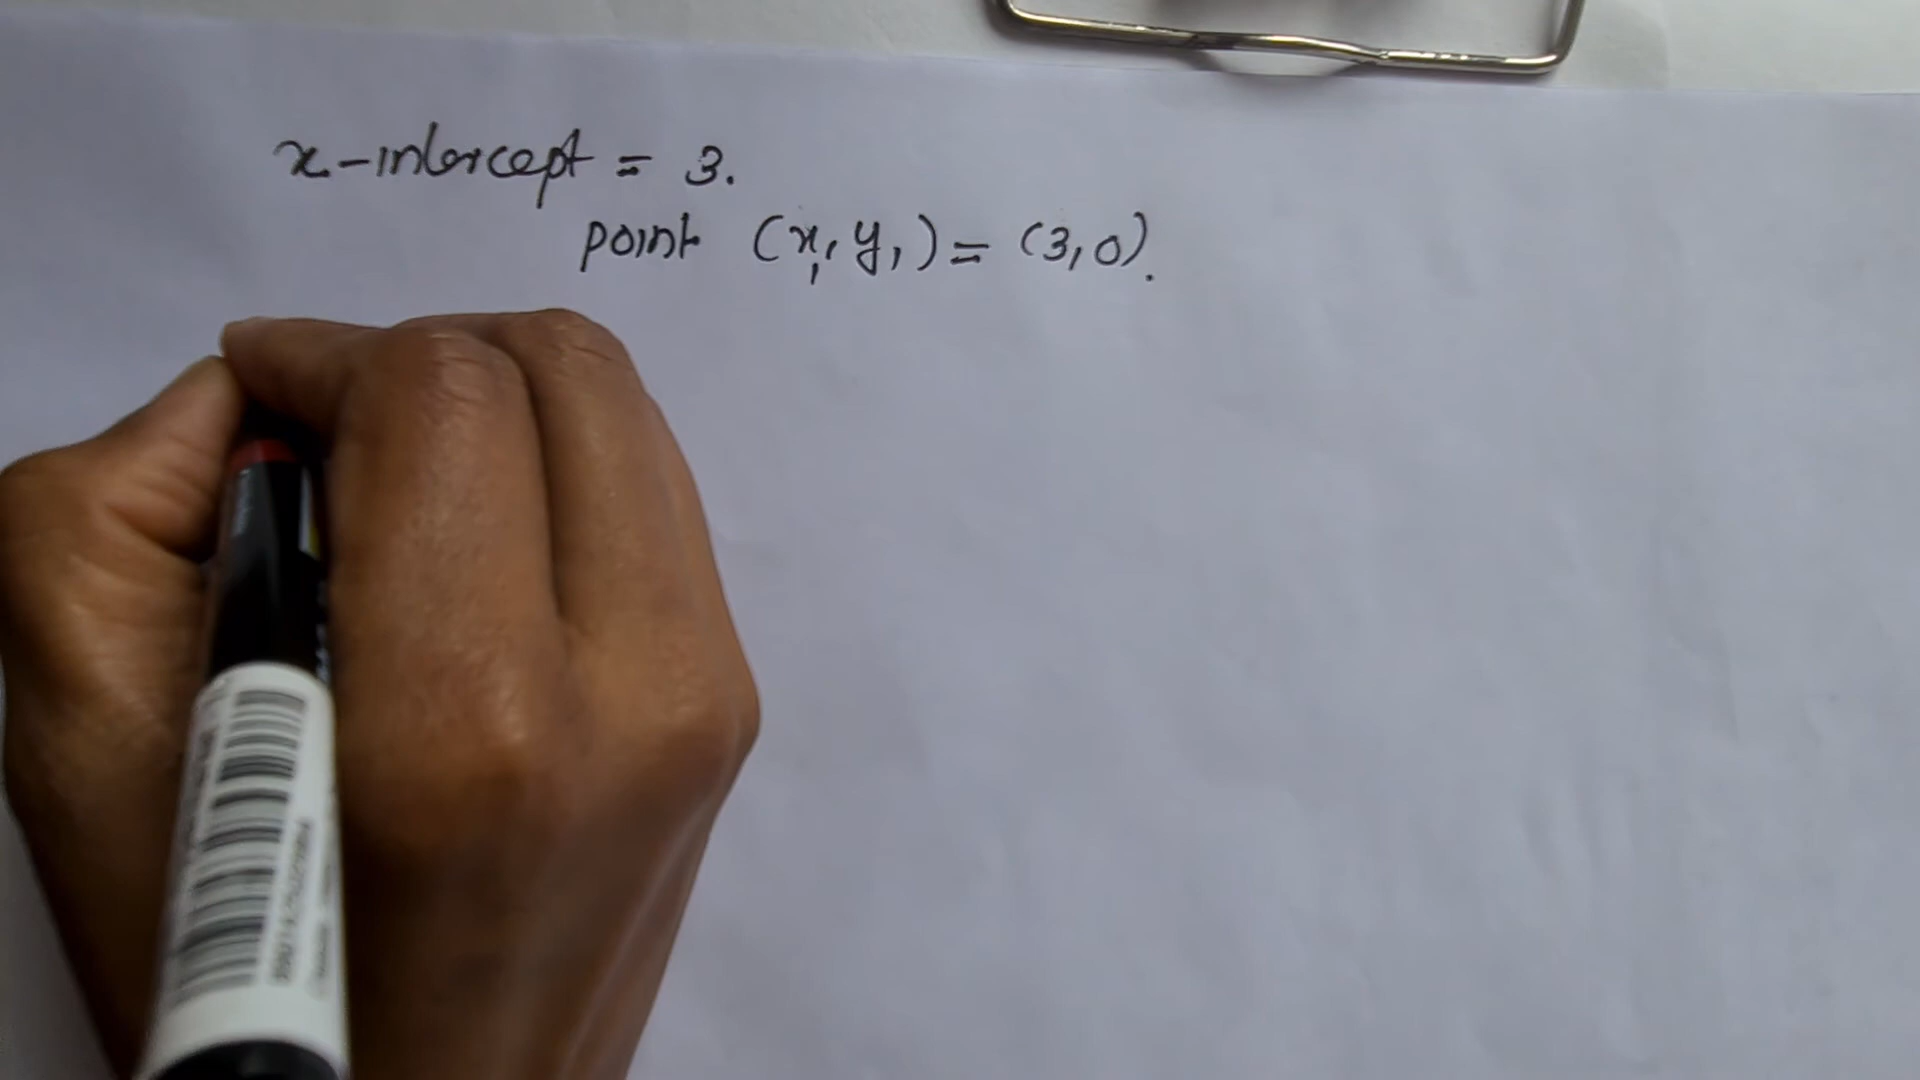 x-intercept = 3.
point (x₁, y₁) = (3, 0).